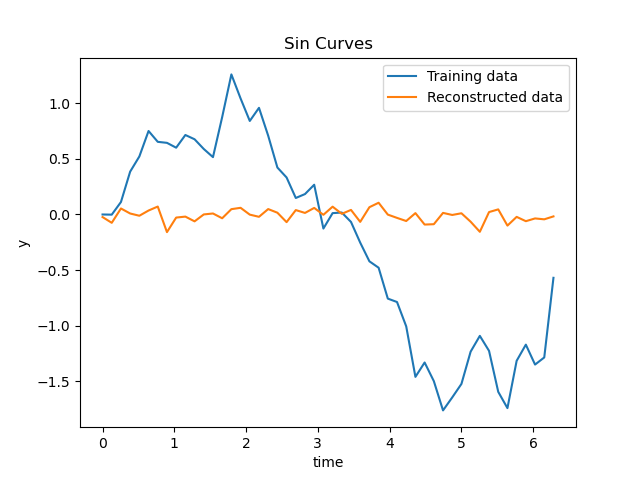 Sin Curves
Training data
Reconstructed data
y
1.0
0.5
0.0
−0.5
−1.0
−1.5
0 1 2 3 4 5 6
time